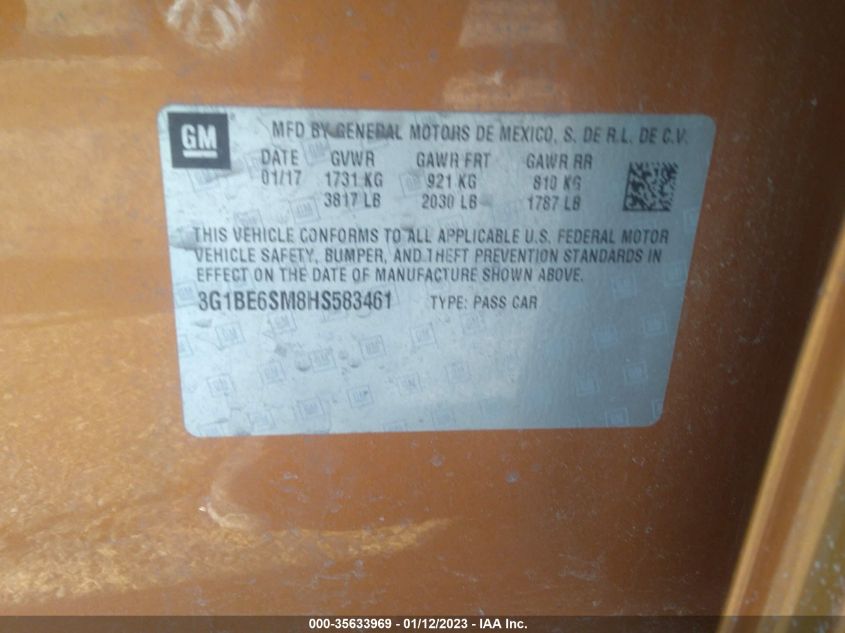 GM
MFD BY GENERAL MOTORS DE MEXICO, S. DE R.L. DE C.V.
DATE GVWR GAWR FRT GAWR RR
01/17 1731 KG 921 KG 810 KG
3817 LB 2030 LB 1787 LB
THIS VEHICLE CONFORMS TO ALL APPLICABLE U.S. FEDERAL MOTOR
VEHICLE SAFETY, BUMPER, AND THEFT PREVENTION STANDARDS IN
EFFECT ON THE DATE OF MANUFACTURE SHOWN ABOVE.
3G1BE6SM8HS583461 TYPE: PASS CAR
000-35633969 - 01/12/2023 - IAA Inc.